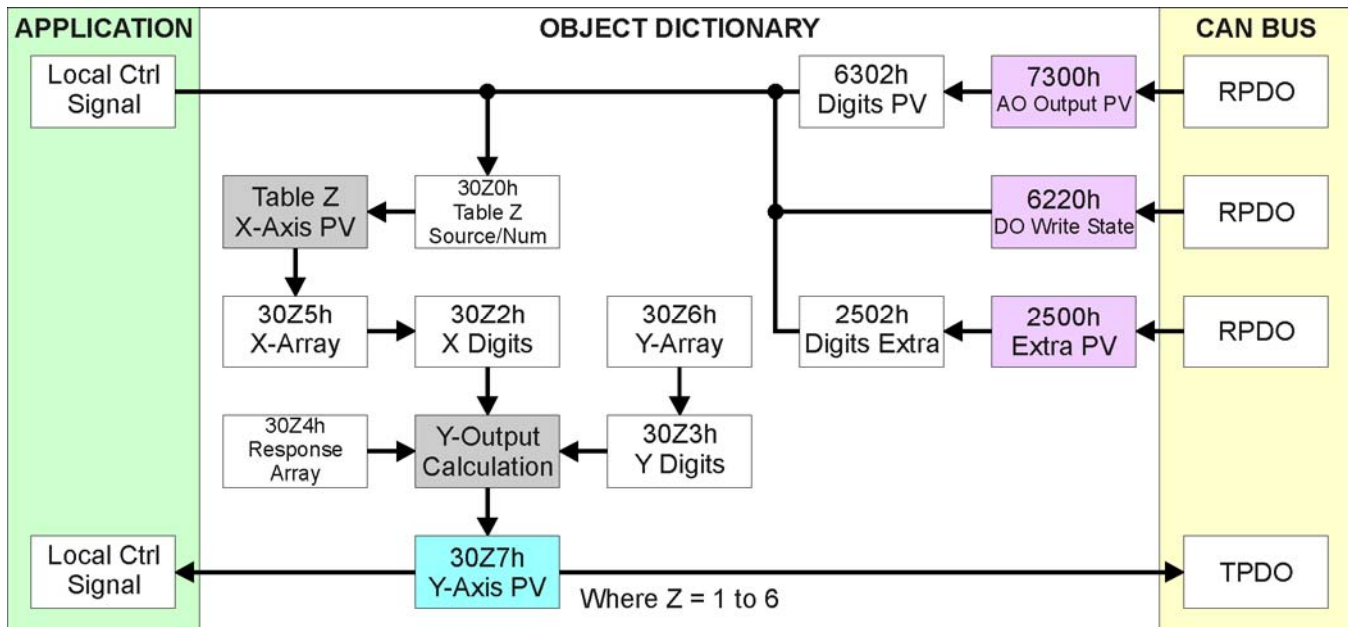 APPLICATION
OBJECT DICTIONARY
CAN BUS
Local Ctrl
Signal
6302h
Digits PV
7300h
AO Output PV
RPDO
Table Z
X-Axis PV
30Z0h
Table Z
Source/Num
6220h
DO Write State
RPDO
30Z5h
X-Array
30Z2h
X Digits
30Z6h
Y-Array
2502h
Digits Extra
2500h
Extra PV
RPDO
30Z4h
Response
Array
Y-Output
Calculation
30Z3h
Y Digits
Local Ctrl
Signal
30Z7h
Y-Axis PV
Where Z = 1 to 6
TPDO